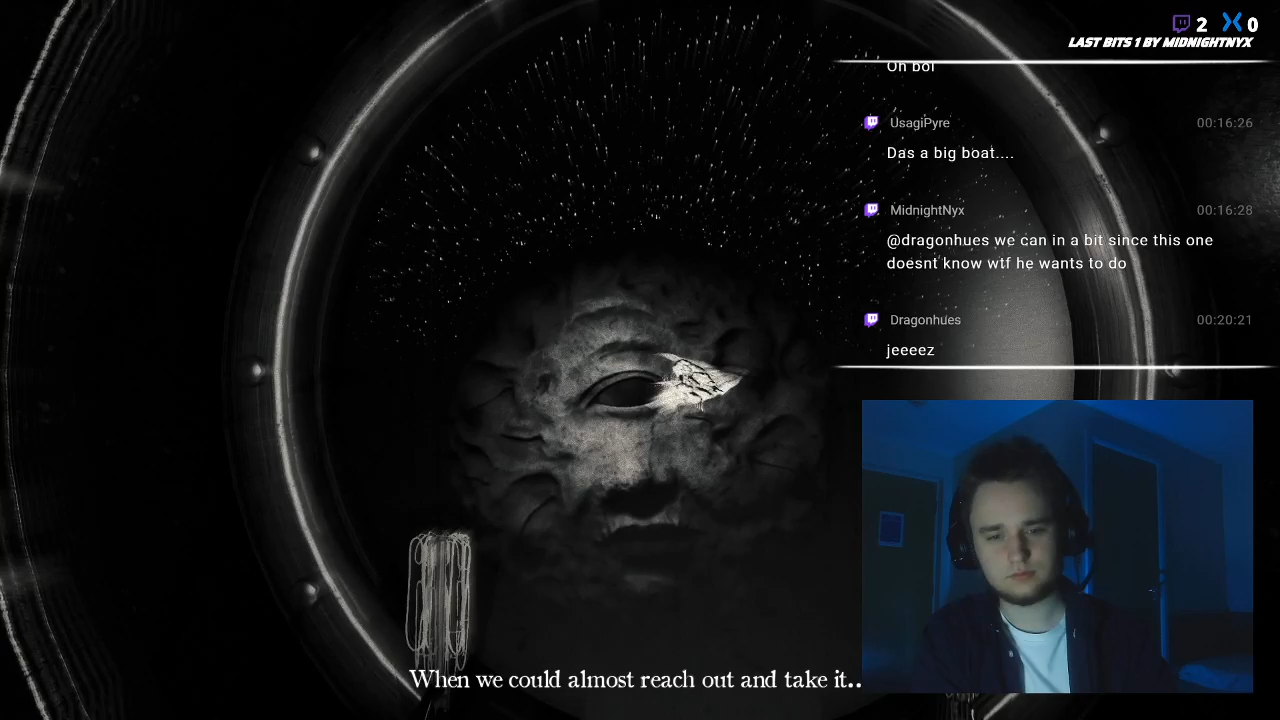 2 0
LAST BITS 1 BY MIDNIGHTNYX
Oh boi
UsagiPyre 00:16:26
Das a big boat....
MidnightNyx 00:16:28
@dragonhues we can in a bit since this one
doesnt know wtf he wants to do
Dragonhues 00:20:21
jeeeez
When we could almost reach out and take it..